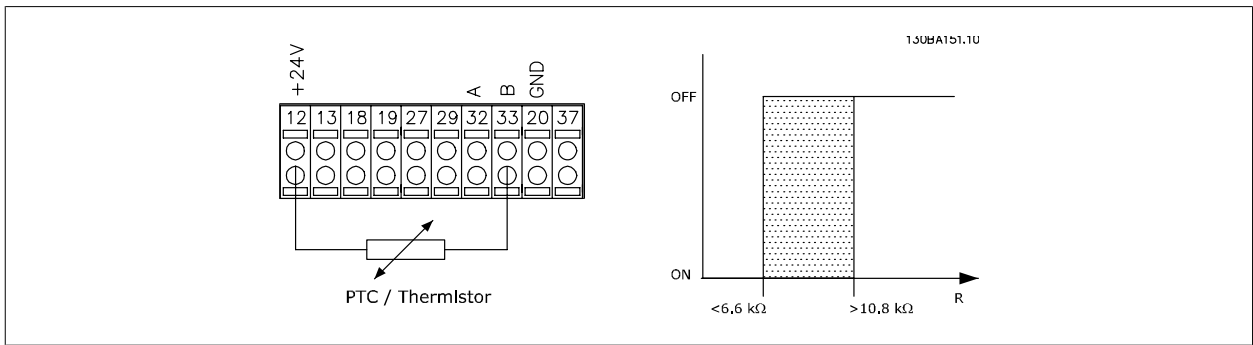 130BA151.10
+24V
A
B
GND
12 13 18 19 27 29 32 33 20 37
PTC / Thermistor
OFF
ON
<6.6 kΩ
>10.8 kΩ
R